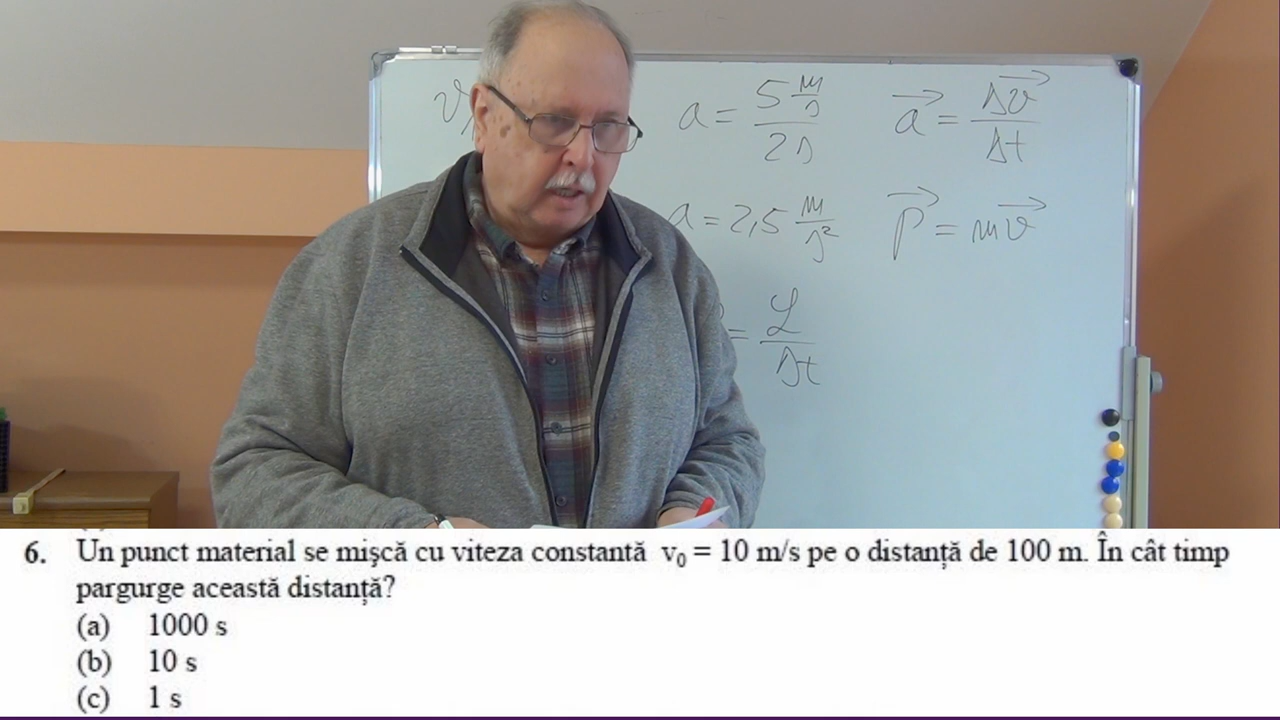 v
a = 5 m/s / 2s
a⃗ = Δv⃗ / Δt
a = 2,5 m/s²
p⃗ = mv⃗
= L / Δt
6. Un punct material se mişcă cu viteza constantă v₀ = 10 m/s pe o distanţă de 100 m. În cât timp
pargurge această distanţă?
(a) 1000 s
(b) 10 s
(c) 1 s